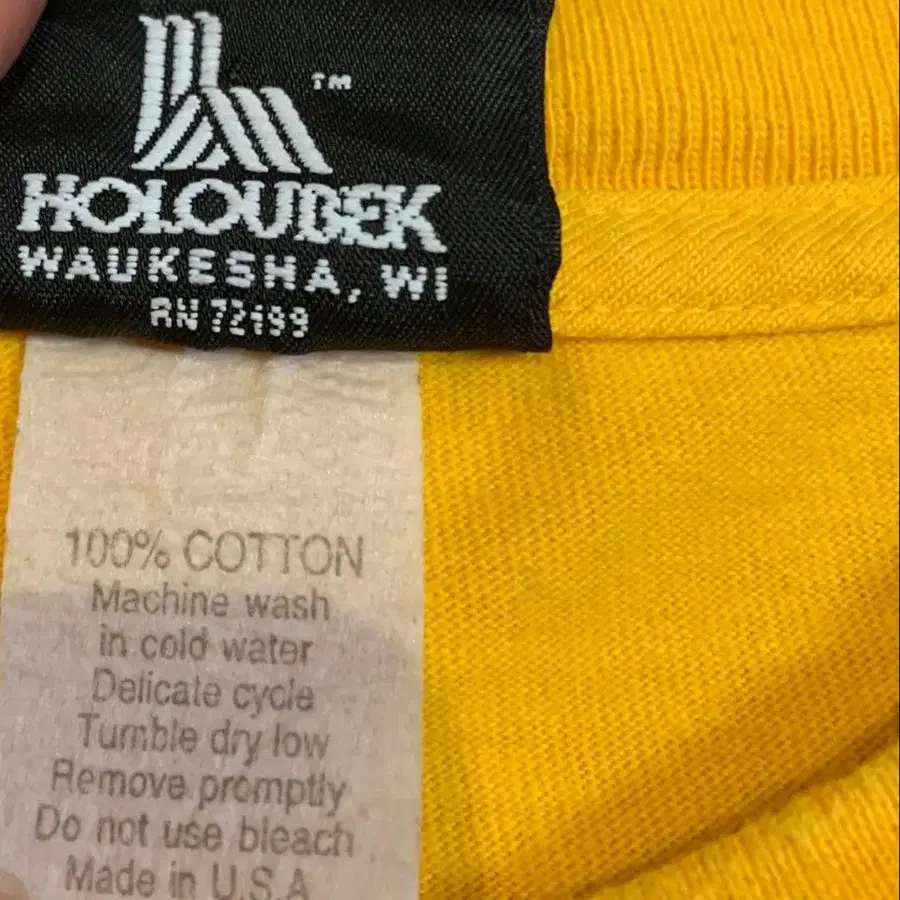 TM
HOLOUDEK
WAUKESHA, WI
RN 72199
100% COTTON
Machine wash
in cold water
Delicate cycle
Tumble dry low
Remove promptly
Do not use bleach
Made in U.S.A